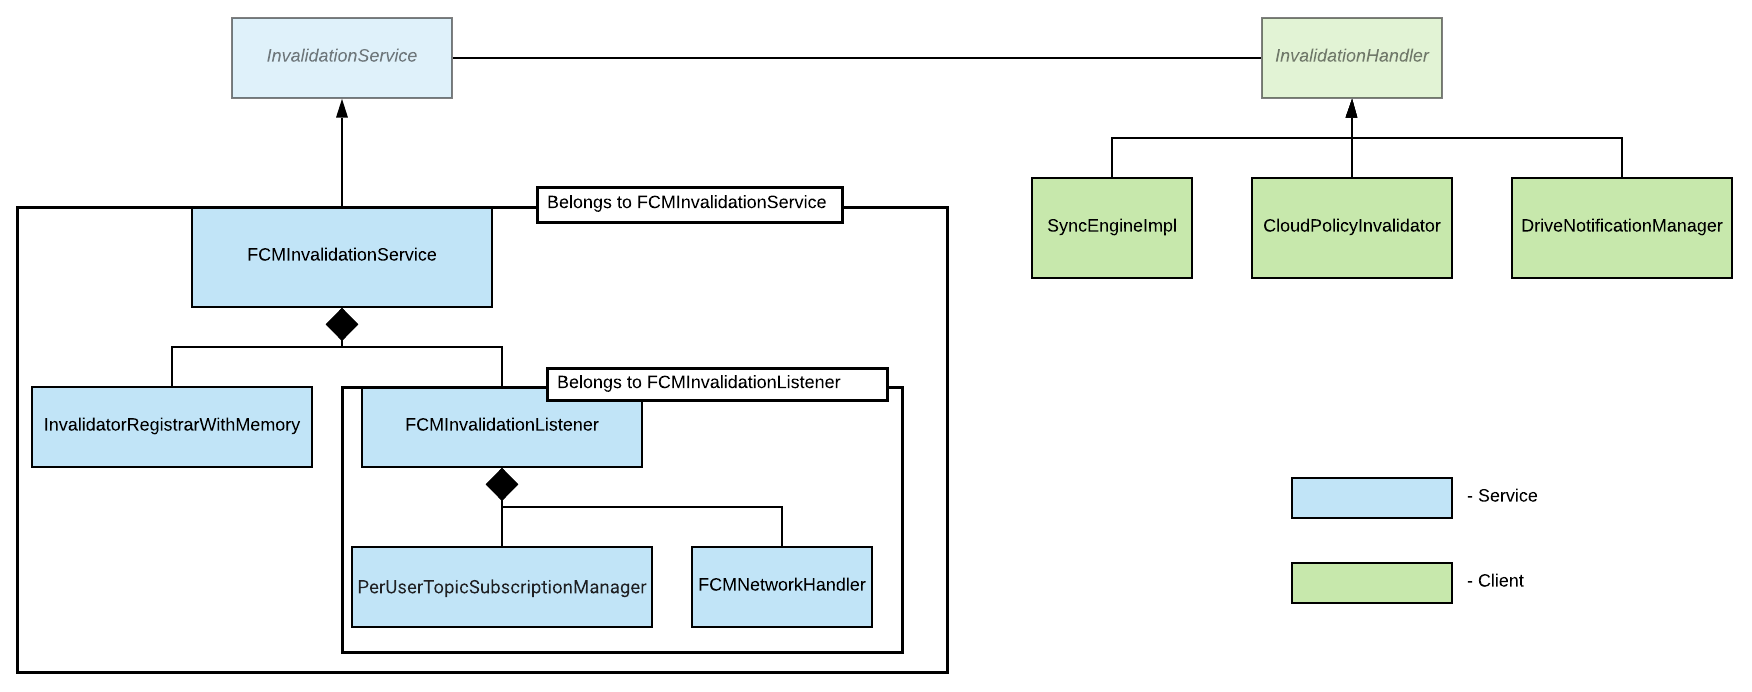 InvalidationService
InvalidationHandler
Belongs to FCMInvalidationService
FCMInvalidationService
SyncEngineImpl
CloudPolicyInvalidator
DriveNotificationManager
Belongs to FCMInvalidationListener
InvalidatorRegistrarWithMemory
FCMInvalidationListener
PerUserTopicSubscriptionManager
FCMNetworkHandler
- Service
- Client